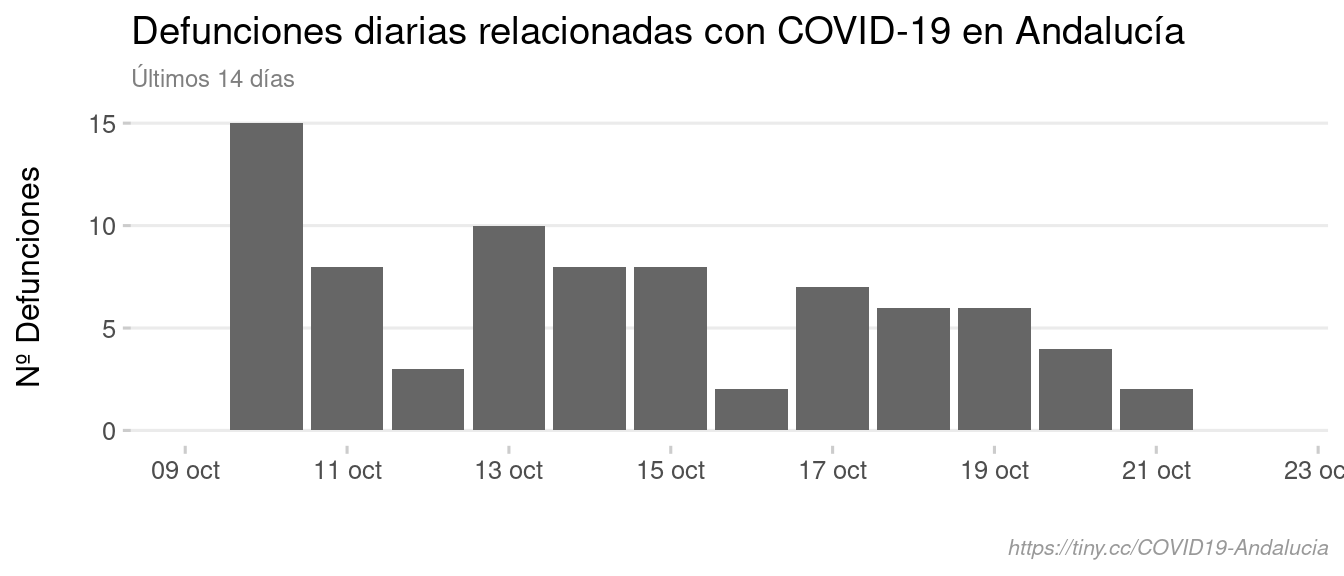 Defunciones diarias relacionadas con COVID-19 en Andalucía
Últimos 14 días
Nº Defunciones
15
10
5
0
09 oct 11 oct 13 oct 15 oct 17 oct 19 oct 21 oct 23 oc
https://tiny.cc/COVID19-Andalucia